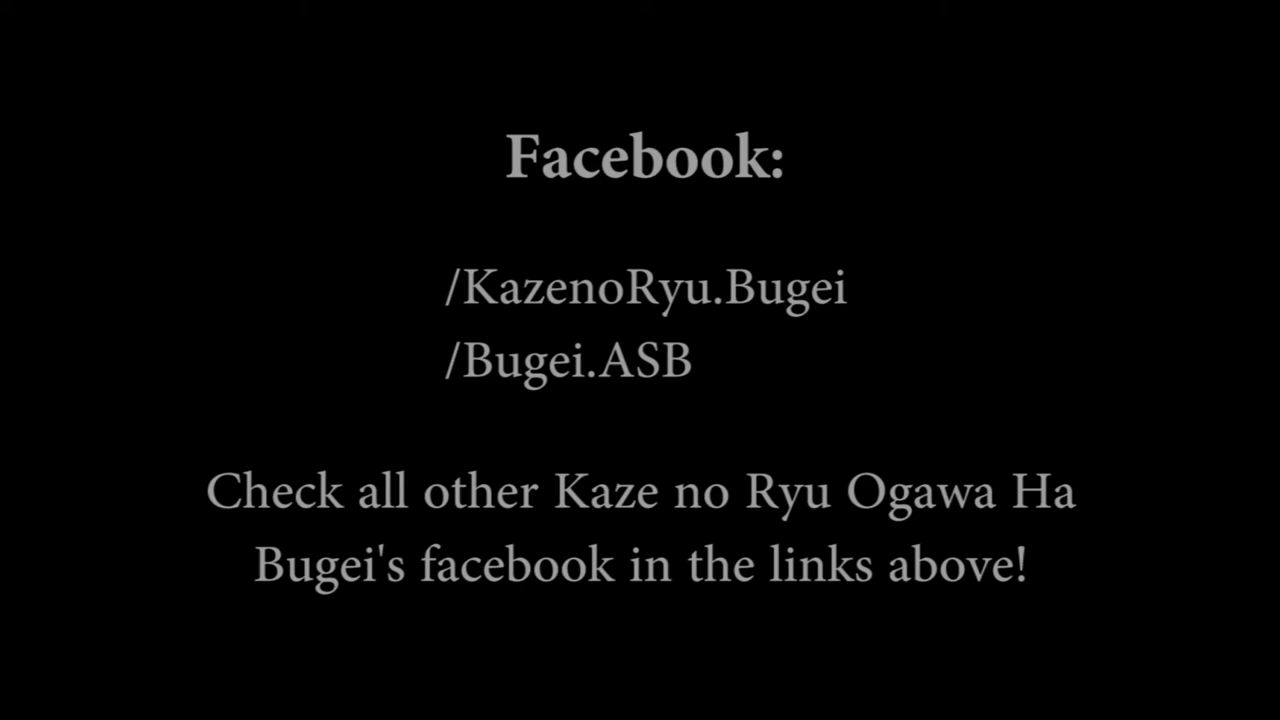 Facebook:
/KazenoRyu.Bugei
/Bugei.ASB
Check all other Kaze no Ryu Ogawa Ha
Bugei's facebook in the links above!